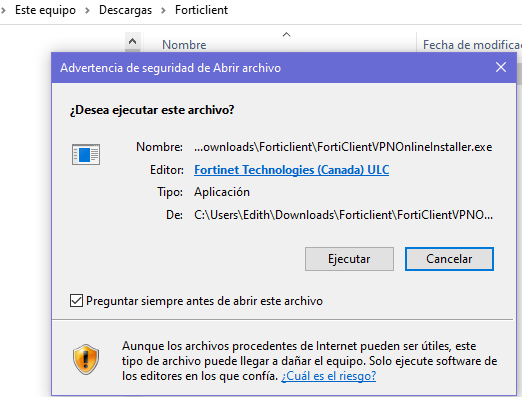 Este equipo > Descargas > Forticlient
Nombre
Fecha de modifica
Advertencia de seguridad de Abrir archivo
¿Desea ejecutar este archivo?
Nombre: ...ownloads\Forticlient\FortiClientVPNOnlineInstaller.exe
Editor: Fortinet Technologies (Canada) ULC
Tipo: Aplicación
De: C:\Users\Edith\Downloads\Forticlient\FortiClientVPNO...
Ejecutar
Cancelar
Preguntar siempre antes de abrir este archivo
Aunque los archivos procedentes de Internet pueden ser útiles, este
tipo de archivo puede llegar a dañar el equipo. Solo ejecute software de
los editores en los que confía. ¿Cuál es el riesgo?